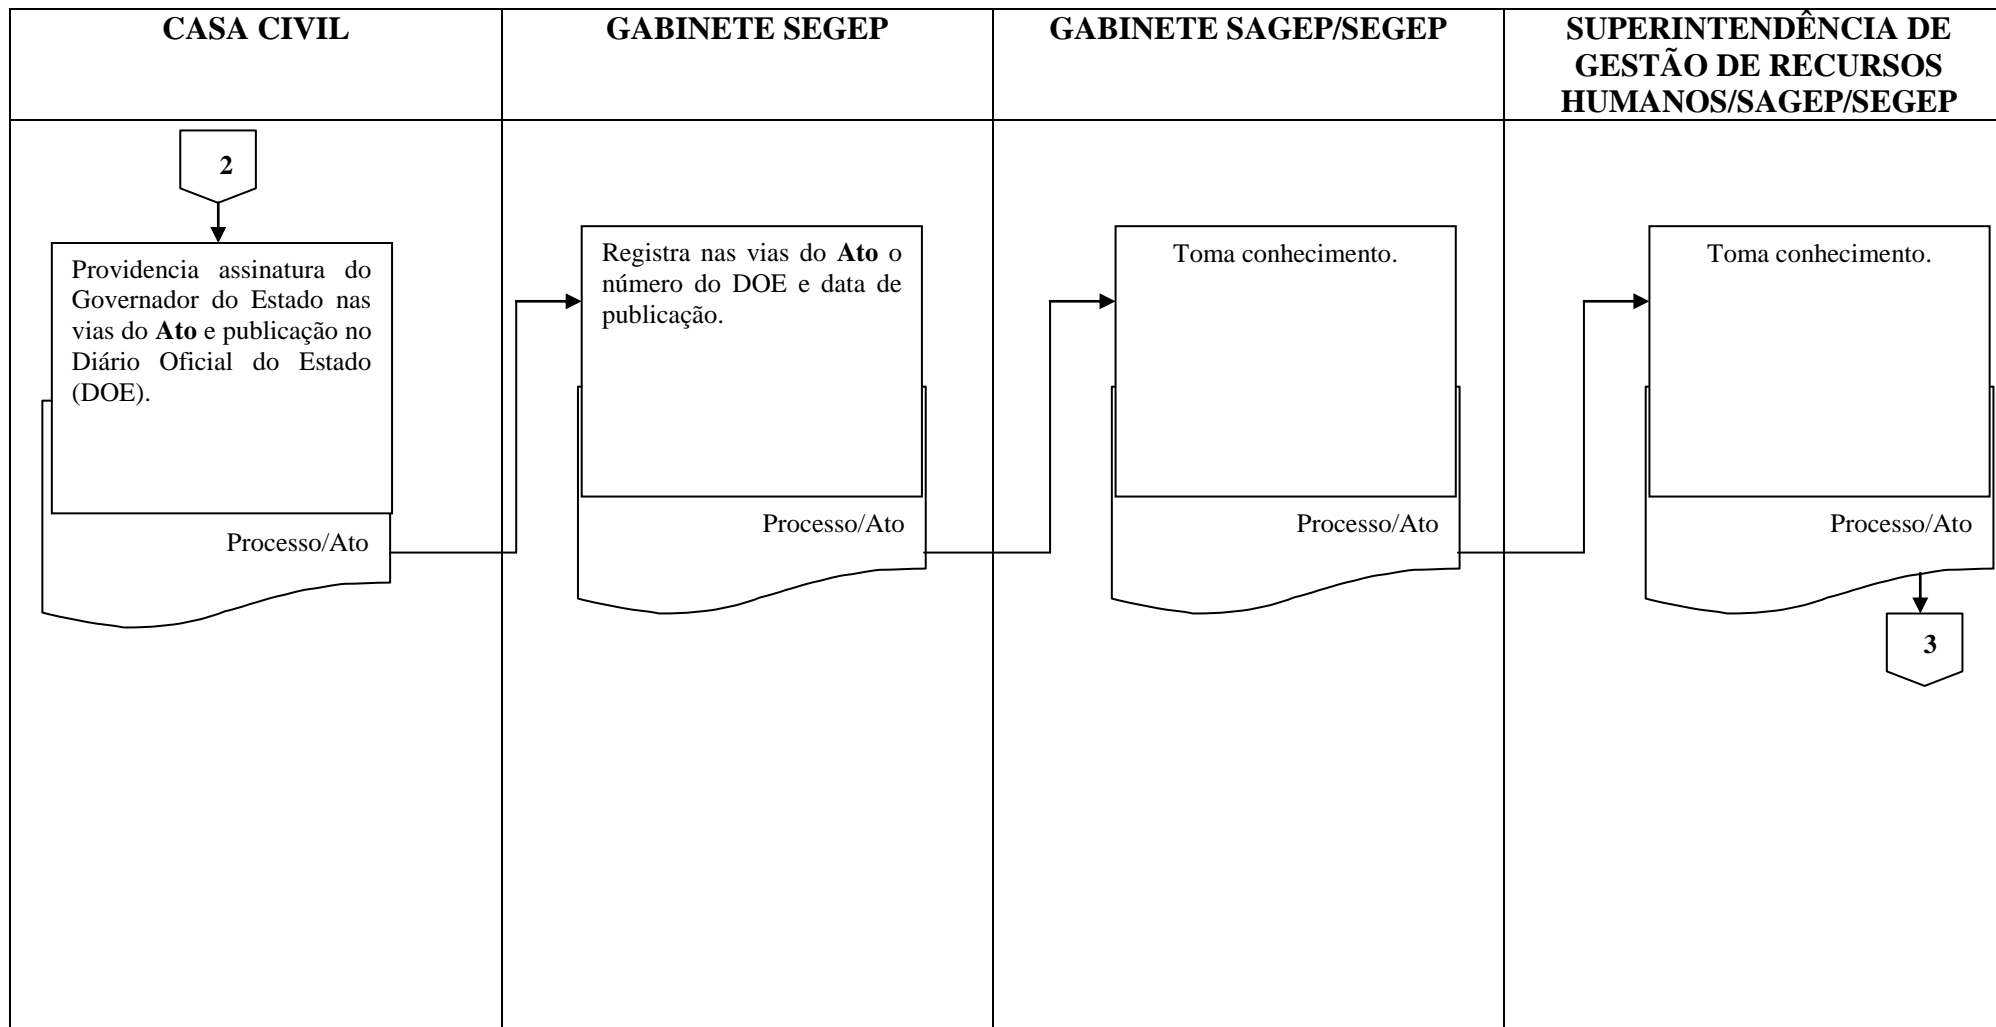 CASA CIVIL
GABINETE SEGEP
GABINETE SAGEP/SEGEP
SUPERINTENDÊNCIA DE
GESTÃO DE RECURSOS
HUMANOS/SAGEP/SEGEP
2
Providencia assinatura do
Governador do Estado nas
vias do Ato e publicação no
Diário Oficial do Estado
(DOE).
Processo/Ato
Registra nas vias do Ato o
número do DOE e data de
publicação.
Processo/Ato
Toma conhecimento.
Processo/Ato
Toma conhecimento.
Processo/Ato
3